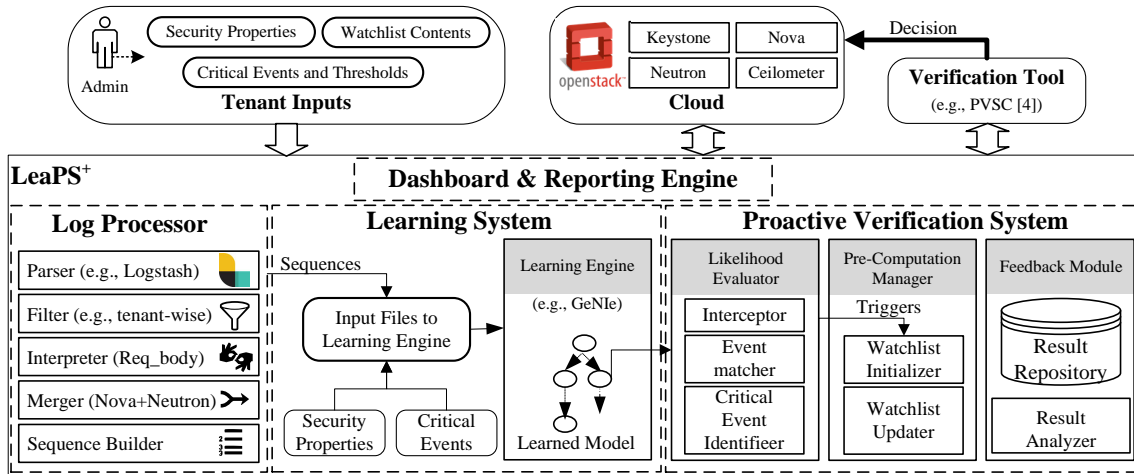 Security Properties
Watchlist Contents
Critical Events and Thresholds
Admin
Tenant Inputs
openstack
Keystone
Nova
Neutron
Ceilometer
Cloud
Decision
Verification Tool
(e.g., PVSC [4])
LeaPS+
Dashboard & Reporting Engine
Log Processor
Parser (e.g., Logstash)
Filter (e.g., tenant-wise)
Interpreter (Req_body)
Merger (Nova+Neutron)
Sequence Builder
Learning System
Sequences
Input Files to
Learning Engine
Security
Properties
Critical
Events
Learning Engine
(e.g., GeNIe)
Learned Model
Proactive Verification System
Likelihood
Evaluator
Interceptor
Event
matcher
Critical
Event
Identifieer
Pre-Computation
Manager
Triggers
Watchlist
Initializer
Watchlist
Updater
Feedback Module
Result
Repository
Result
Analyzer